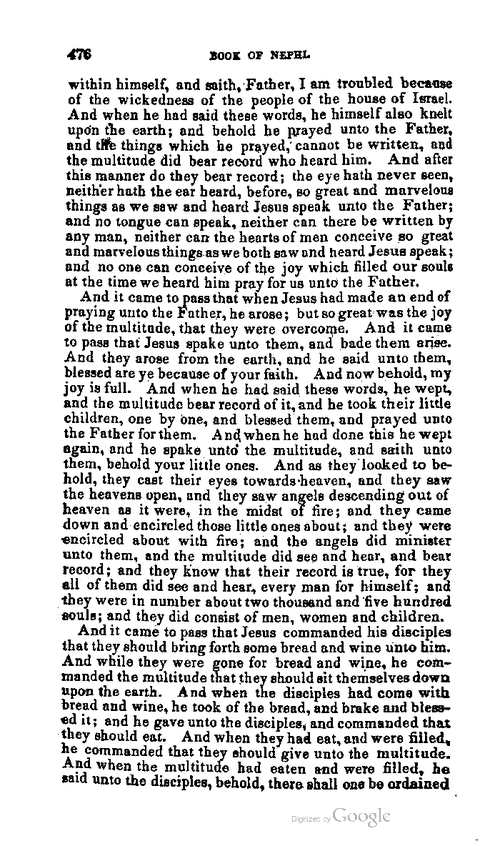 476 BOOK OF NEPHI.
within himself, and saith, Father, I am troubled because
of the wickedness of the people of the house of Israel.
And when he had said these words, he himself also knelt
upon the earth; and behold he prayed unto the Father,
and the things which he prayed, cannot be written, and
the multitude did bear record who heard him. And after
this manner do they bear record; the eye hath never seen,
neither hath the ear heard, before, so great and marvelous
things as we saw and heard Jesus speak unto the Father;
and no tongue can speak, neither can there be written by
any man, neither can the hearts of men conceive so great
and marvelous things as we both saw and heard Jesus speak;
and no one can conceive of the joy which filled our souls
at the time we heard him pray for us unto the Father.
And it came to pass that when Jesus had made an end of
praying unto the Father, he arose; but so great was the joy
of the multitude, that they were overcome. And it came
to pass that Jesus spake unto them, and bade them arise.
And they arose from the earth, and he said unto them,
blessed are ye because of your faith. And now behold, my
joy is full. And when he had said these words, he wept,
and the multitude bear record of it, and he took their little
children, one by one, and blessed them, and prayed unto
the Father for them. And when he had done this he wept
again, and he spake unto the multitude, and saith unto
them, behold your little ones. And as they looked to be-
hold, they cast their eyes towards heaven, and they saw
the heavens open, and they saw angels descending out of
heaven as it were, in the midst of fire; and they came
down and encircled those little ones about; and they were
encircled about with fire; and the angels did minister
unto them, and the multitude did see and hear, and bear
record; and they know that their record is true, for they
all of them did see and hear, every man for himself; and
they were in number about two thousand and five hundred
souls; and they did consist of men, women and children.
And it came to pass that Jesus commanded his disciples
that they should bring forth some bread and wine unto him.
And while they were gone for bread and wine, he com-
manded the multitude that they should sit themselves down
upon the earth. And when the disciples had come with
bread and wine, he took of the bread, and brake and bless-
ed it; and he gave unto the disciples, and commanded that
they should eat. And when they had eat, and were filled,
he commanded that they should give unto the multitude.
And when the multitude had eaten and were filled, he
said unto the disciples, behold, there shall one be ordained
Digitized by Google